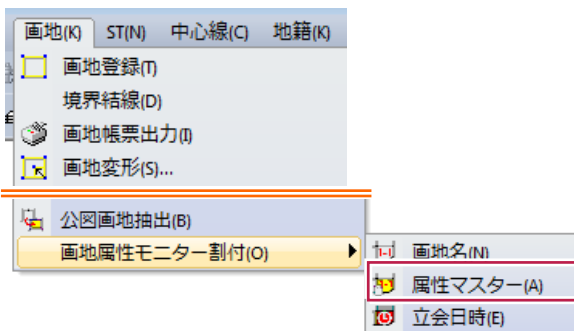 画地(K) ST(N) 中心線(C) 地籍(K)
画地登録(T)
境界結線(D)
画地帳票出力(I)
画地変形(S)...
公図画地抽出(B)
画地属性モニター割付(O)
画地名(N)
属性マスター(A)
立会日時(E)